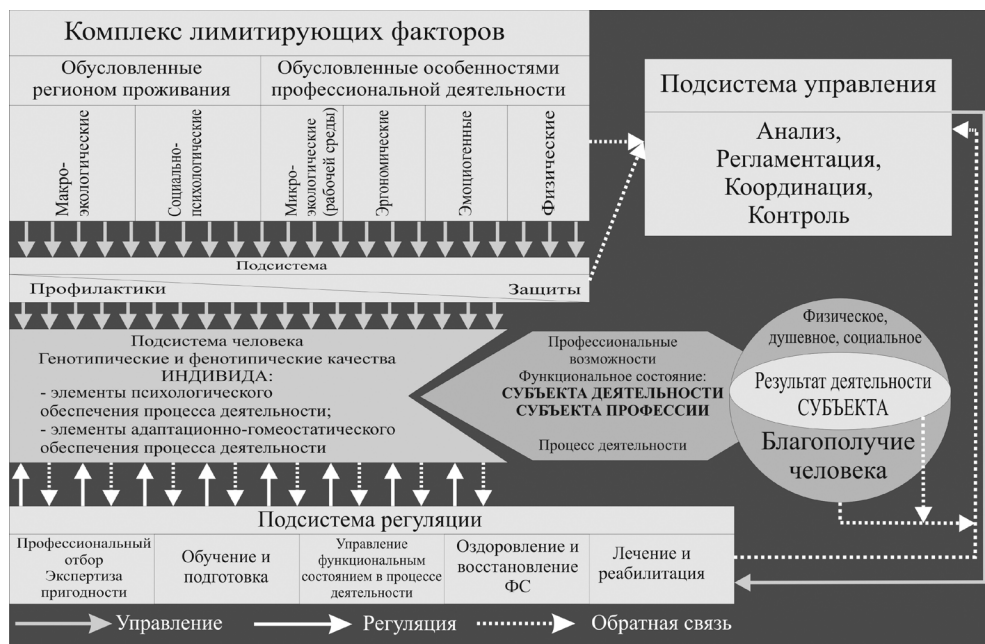 Комплекс лимитирующих факторов
Обусловленные
регионом проживания
Обусловленные особенностями
профессиональной деятельности
Макро-
экологические
Социально-
психологические
Микро-
экологические
(рабочей среды)
Эргономические
Эмоциогенные
Физические
Подсистема управления
Анализ,
Регламентация,
Координация,
Контроль
Подсистема
Профилактики
Защиты
Подсистема человека
Генотипические и фенотипические качества
ИНДИВИДА:
- элементы психологического
обеспечения процесса деятельности;
- элементы адаптационно-гомеостатического
обеспечения процесса деятельности
Профессиональные
возможности
Функциональное состояние:
СУБЪЕКТА ДЕЯТЕЛЬНОСТИ
СУБЪЕКТА ПРОФЕССИИ
Процесс деятельности
Физическое,
душевное, социальное
Результат деятельности
СУБЪЕКТА
Благополучие
человека
Подсистема регуляции
Профессиональный
отбор
Экспертиза
пригодности
Обучение и
подготовка
Управление
функциональным
состоянием в процессе
деятельности
Оздоровление и
восстановление
ФС
Лечение и
реабилитация
Управление
Регуляция
Обратная связь